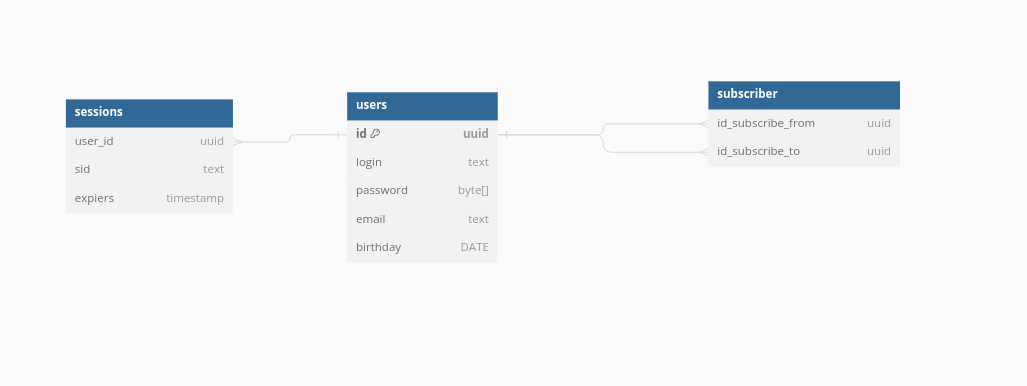 sessions
user_id uuid
sid text
expiers timestamp
users
id uuid
login text
password byte[]
email text
birthday DATE
subscriber
id_subscribe_from uuid
id_subscribe_to uuid